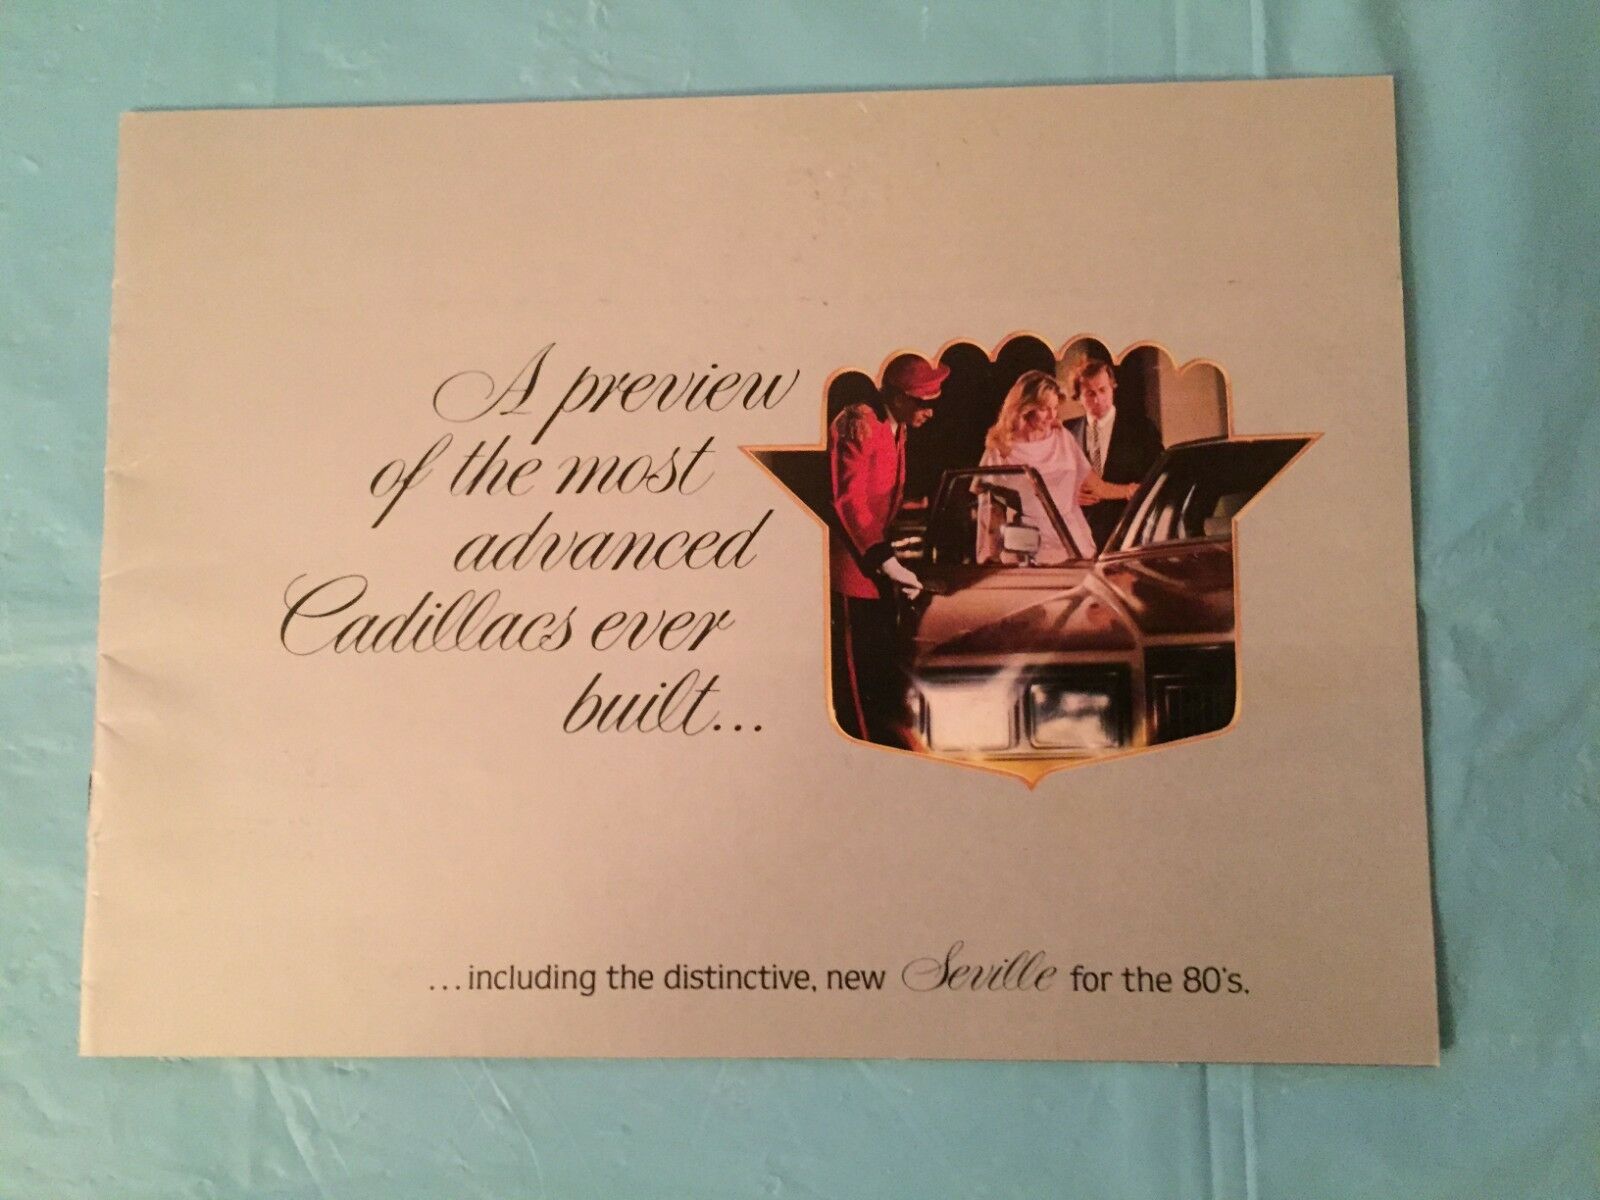 A preview
of the most
advanced
Cadillacs ever
built...
...including the distinctive, new Seville for the 80's.